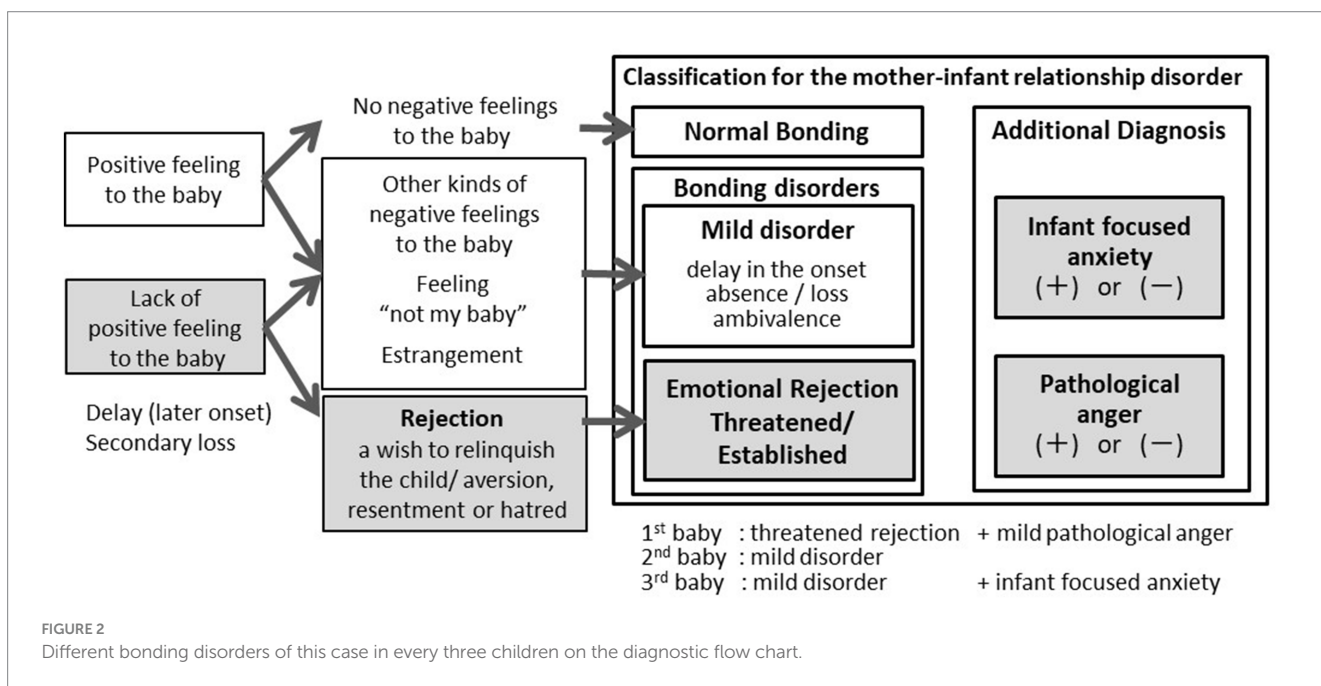 Positive feeling
to the baby
Lack of
positive feeling
to the baby
Delay (later onset)
Secondary loss
No negative feelings
to the baby
Other kinds of
negative feelings
to the baby
Feeling
“not my baby”
Estrangement
Rejection
a wish to relinquish
the child/ aversion,
resentment or hatred
Classification for the mother-infant relationship disorder
Normal Bonding
Bonding disorders
Mild disorder
delay in the onset
absence / loss
ambivalence
Emotional Rejection
Threatened/
Established
Additional Diagnosis
Infant focused
anxiety
(+) or (−)
Pathological
anger
(+) or (−)
1st baby : threatened rejection + mild pathological anger
2nd baby : mild disorder
3rd baby : mild disorder + infant focused anxiety
FIGURE 2
Different bonding disorders of this case in every three children on the diagnostic flow chart.